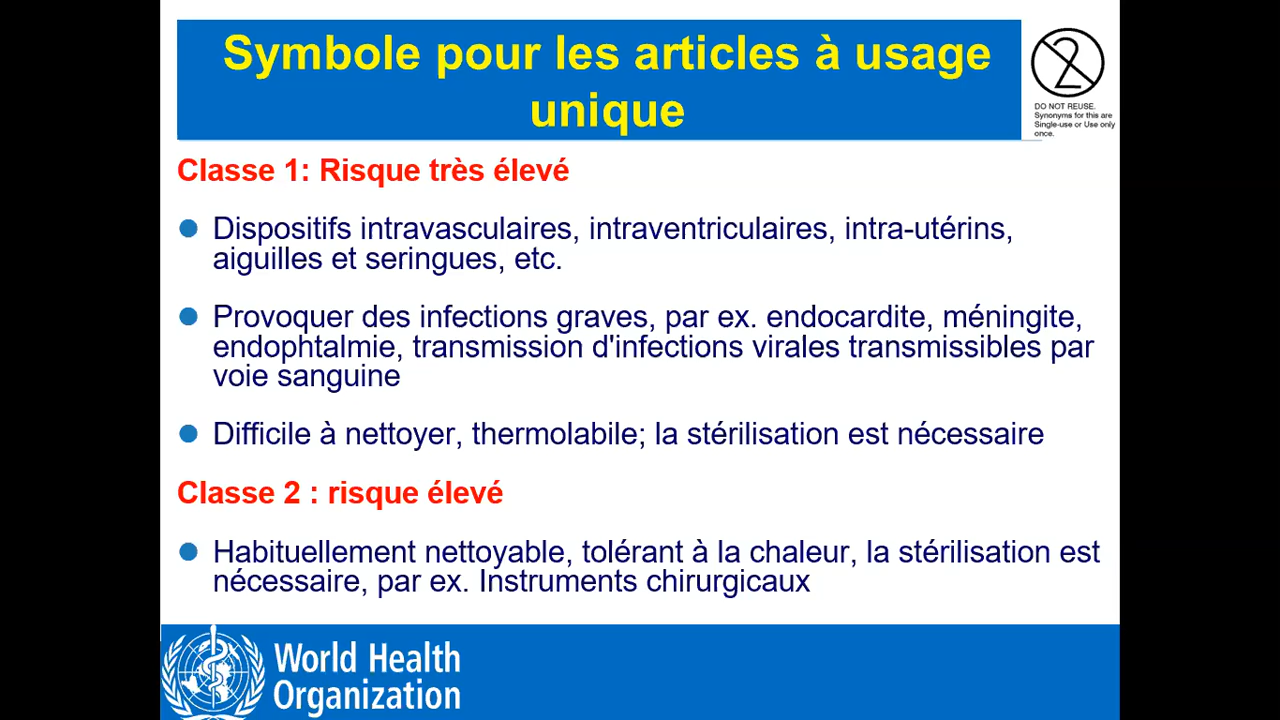 Symbole pour les articles à usage
unique
2
DO NOT REUSE.
Synonyms for this are
Single-use or Use only
once.
Classe 1: Risque très élevé
Dispositifs intravasculaires, intraventriculaires, intra-utérins,
aiguilles et seringues, etc.
Provoquer des infections graves, par ex. endocardite, méningite,
endophtalmie, transmission d'infections virales transmissibles par
voie sanguine
Difficile à nettoyer, thermolabile; la stérilisation est nécessaire
Classe 2 : risque élevé
Habituellement nettoyable, tolérant à la chaleur, la stérilisation est
nécessaire, par ex. Instruments chirurgicaux
World Health
Organization